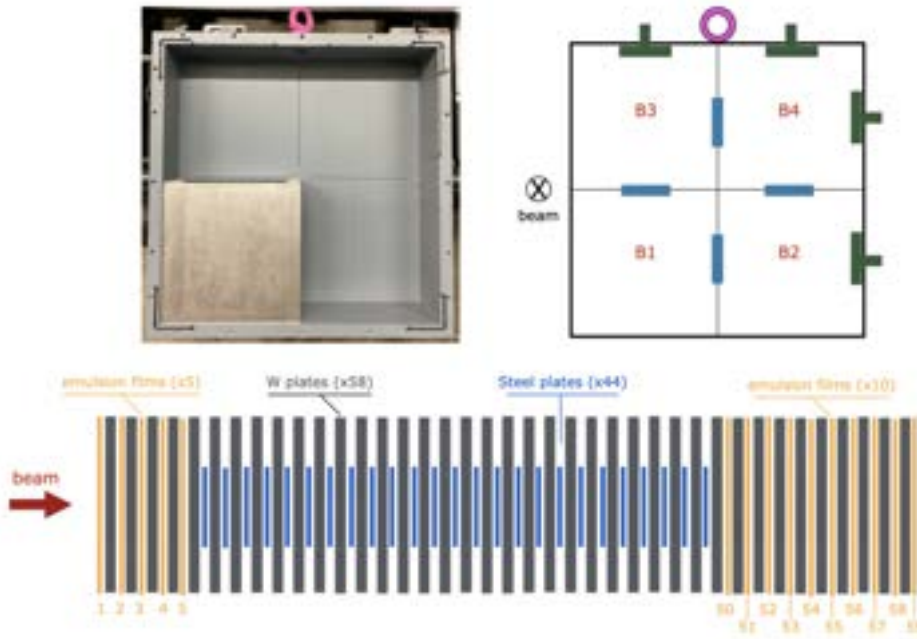 B3
B4
beam
B1
B2
emulsion films (x5)
W plates (x58)
Steel plates (x44)
emulsion films (x10)
beam
1 2 3 4 5
50 52 54 56 58
51 53 55 57